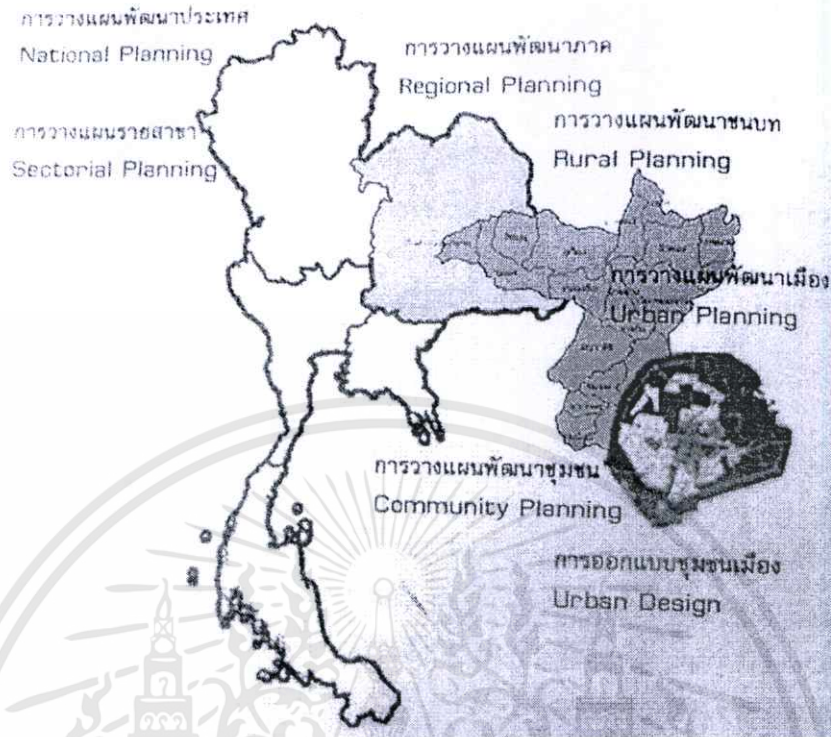 การวางแผนพัฒนาประเทศ
National Planning
การวางแผนพัฒนาภาค
Regional Planning
การวางแผนรายสาขา
Sectorial Planning
การวางแผนพัฒนาชนบท
Rural Planning
การวางแผนพัฒนาเมือง
Urban Planning
การวางแผนพัฒนาชุมชน
Community Planning
การออกแบบชุมชนเมือง
Urban Design